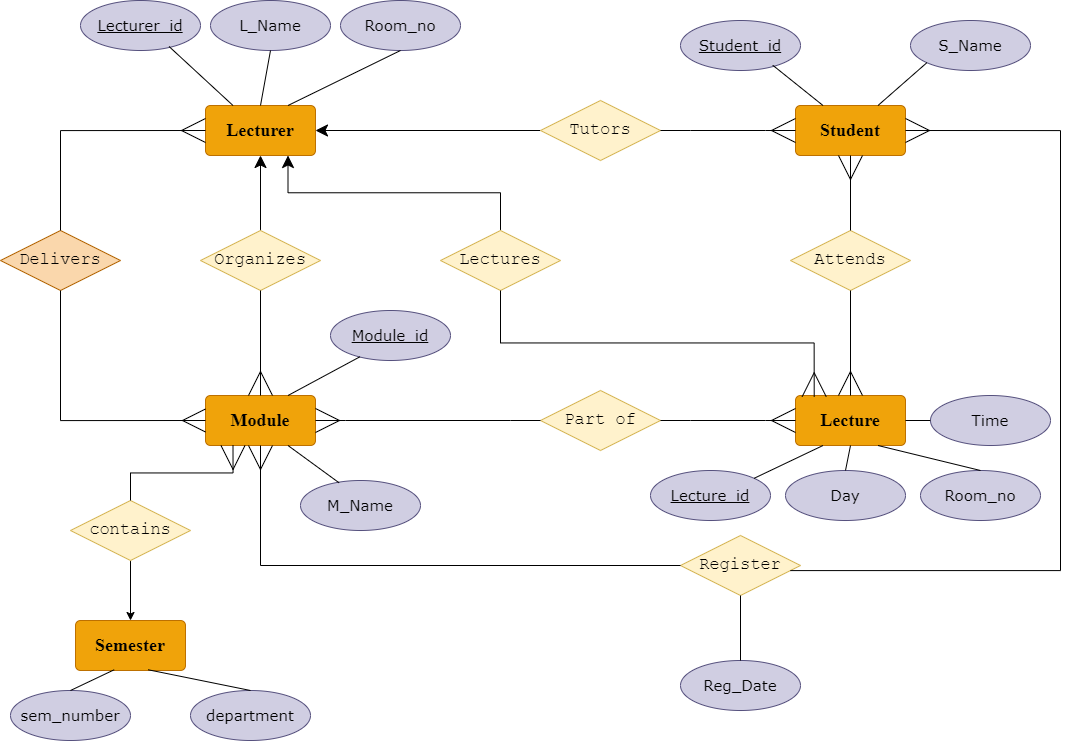 Lecturer_id
L_Name
Room_no
Student_id
S_Name
Lecturer
Tutors
Student
Delivers
Organizes
Lectures
Attends
Module_id
Module
Part of
Lecture
Time
M_Name
Lecture_id
Day
Room_no
contains
Register
Semester
Reg_Date
sem_number
department